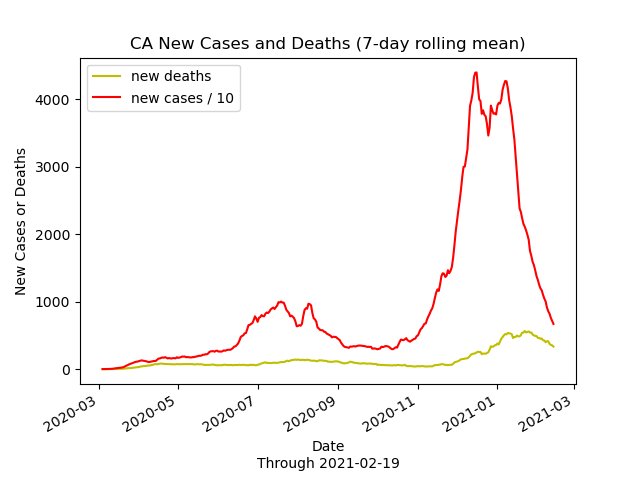 CA New Cases and Deaths (7-day rolling mean)
new deaths
new cases / 10
4000
3000
2000
1000
0
New Cases or Deaths
2020-03
2020-05
2020-07
2020-09
2020-11
2021-01
2021-03
Date
Through 2021-02-19